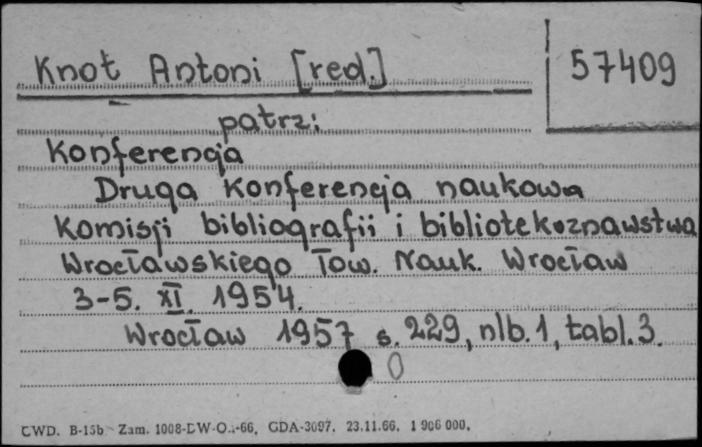 Knot Antoni [red.]
57409
patrz:
Konferencja
Druga Konferencja naukowa
Komisji bibliografii i bibliotekoznawstwa
Wrocławskiego Tow. Nauk. Wrocław
3-5. XI. 1954.
Wrocław 1957 s. 229, nlb. 1, tabl. 3.
0
CWD. B-15b Zam. 1008-DW-O.-66, GDA-3097. 23.11.66. 1 906 000.